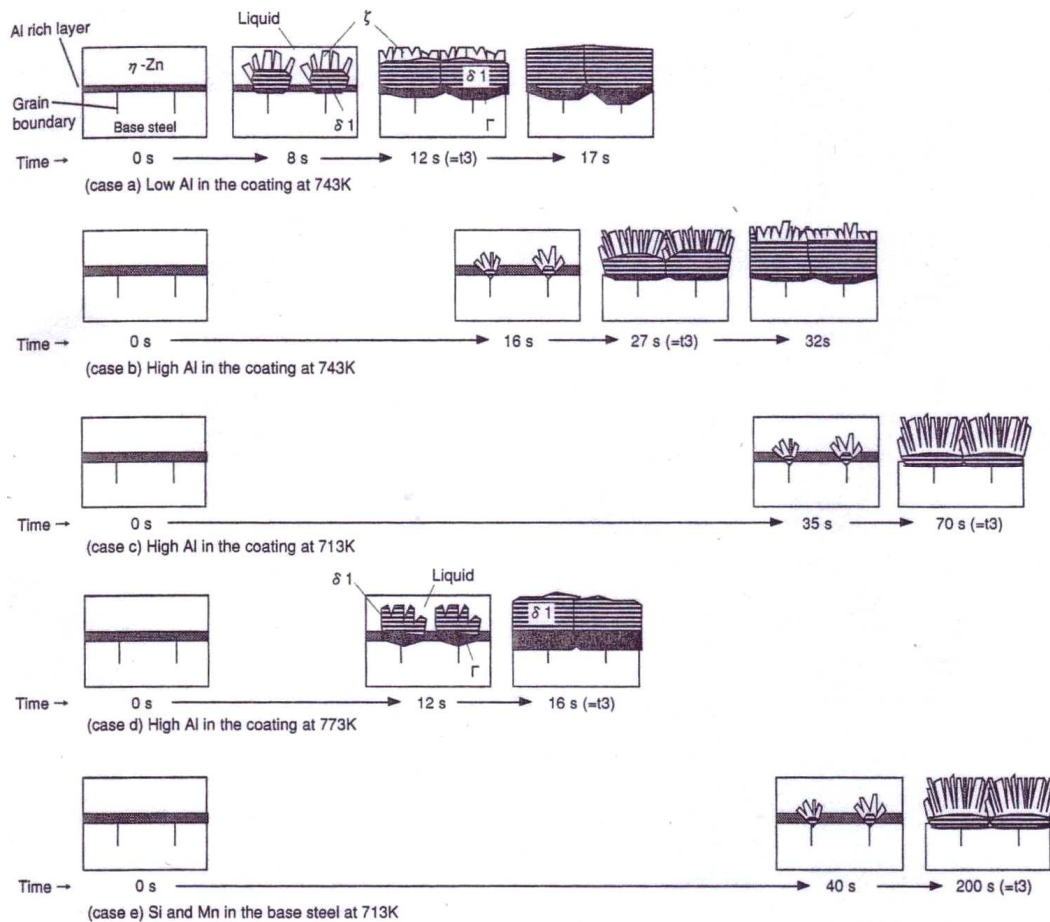 Liquid
ζ
Al rich layer
η-Zn
δ 1
Grain
boundary
Base steel
δ 1
Γ
Time → 0 s 8 s 12 s (=t3) 17 s
(case a) Low Al in the coating at 743K
Time → 0 s 16 s 27 s (=t3) 32s
(case b) High Al in the coating at 743K
Time → 0 s 35 s 70 s (=t3)
(case c) High Al in the coating at 713K
δ 1
Liquid
δ 1
Γ
Time → 0 s 12 s 16 s (=t3)
(case d) High Al in the coating at 773K
Time → 0 s 40 s 200 s (=t3)
(case e) Si and Mn in the base steel at 713K